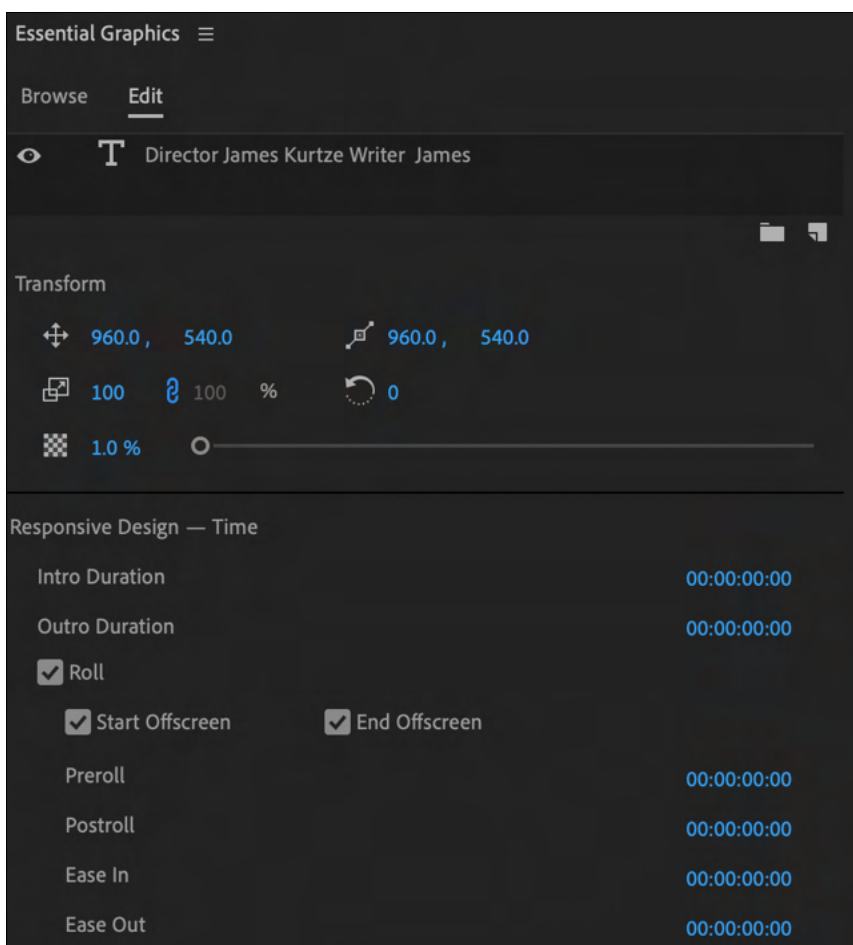 Essential Graphics
Browse Edit
T Director James Kurtze Writer James
Transform
960.0 , 540.0 960.0 , 540.0
100 100 % 0
1.0 %
Responsive Design — Time
Intro Duration 00:00:00:00
Outro Duration 00:00:00:00
Roll
Start Offscreen End Offscreen
Preroll 00:00:00:00
Postroll 00:00:00:00
Ease In 00:00:00:00
Ease Out 00:00:00:00